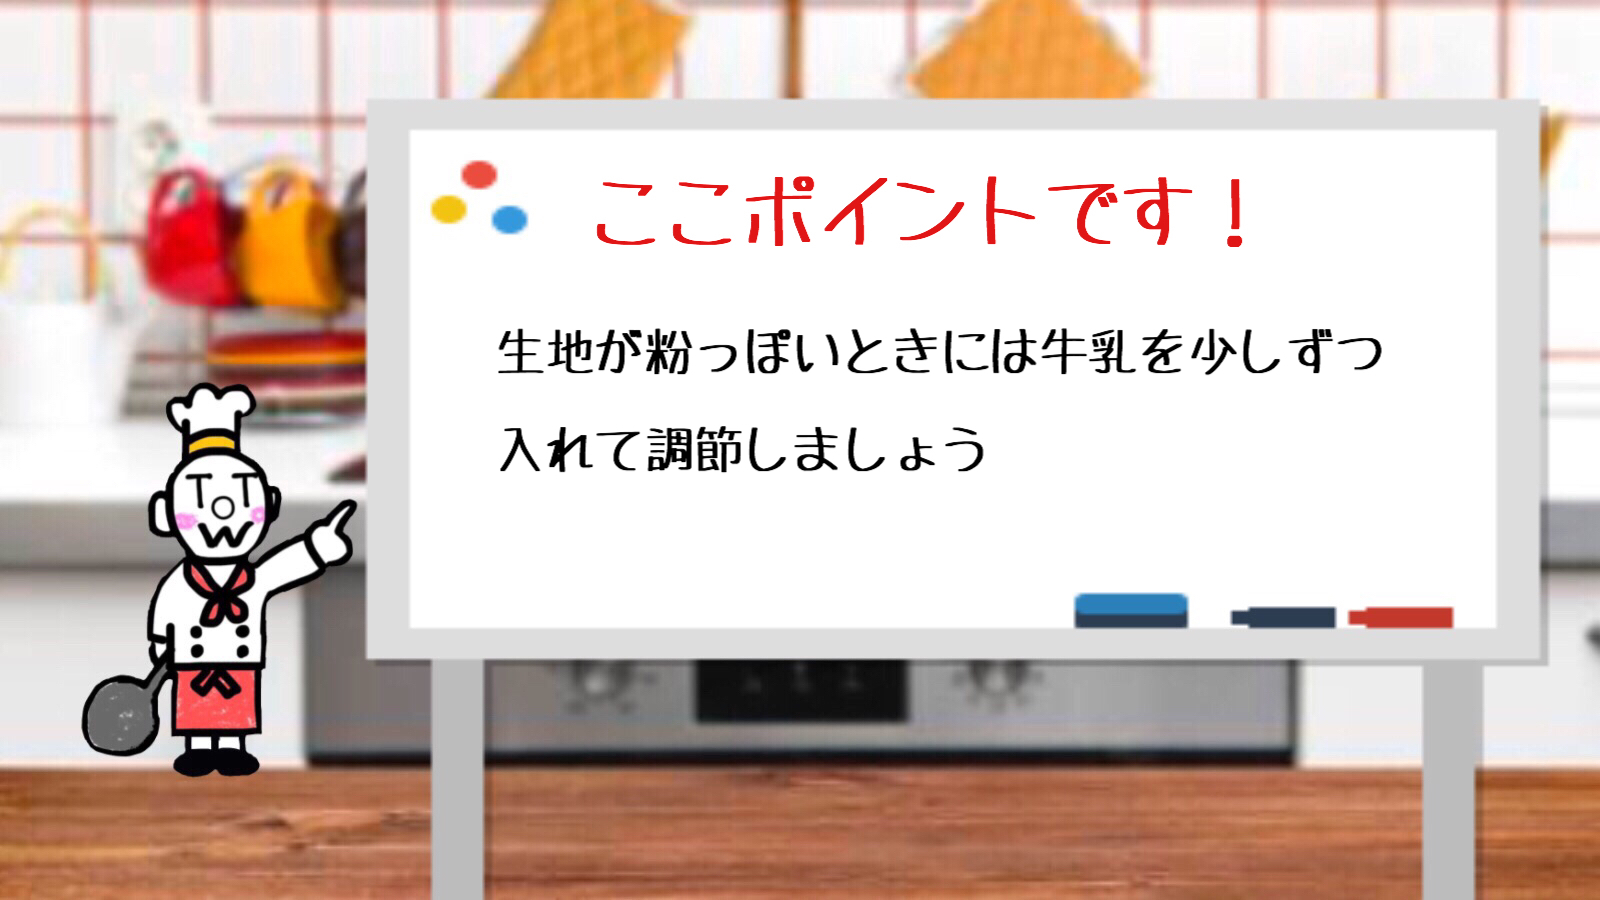 ここポイントです！
生地が粉っぽいときには牛乳を少しずつ
入れて調節しましょう